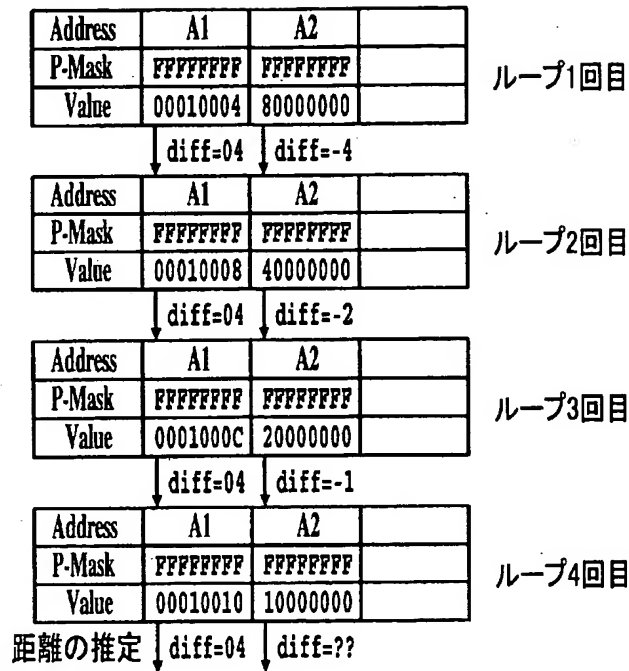 Address A1 A2
P-Mask FFFFFFFF FFFFFFFF
Value 00010004 80000000
ループ1回目
diff=04 diff=-4
Address A1 A2
P-Mask FFFFFFFF FFFFFFFF
Value 00010008 40000000
ループ2回目
diff=04 diff=-2
Address A1 A2
P-Mask FFFFFFFF FFFFFFFF
Value 0001000C 20000000
ループ3回目
diff=04 diff=-1
Address A1 A2
P-Mask FFFFFFFF FFFFFFFF
Value 00010010 10000000
ループ4回目
距離の推定 diff=04 diff=??